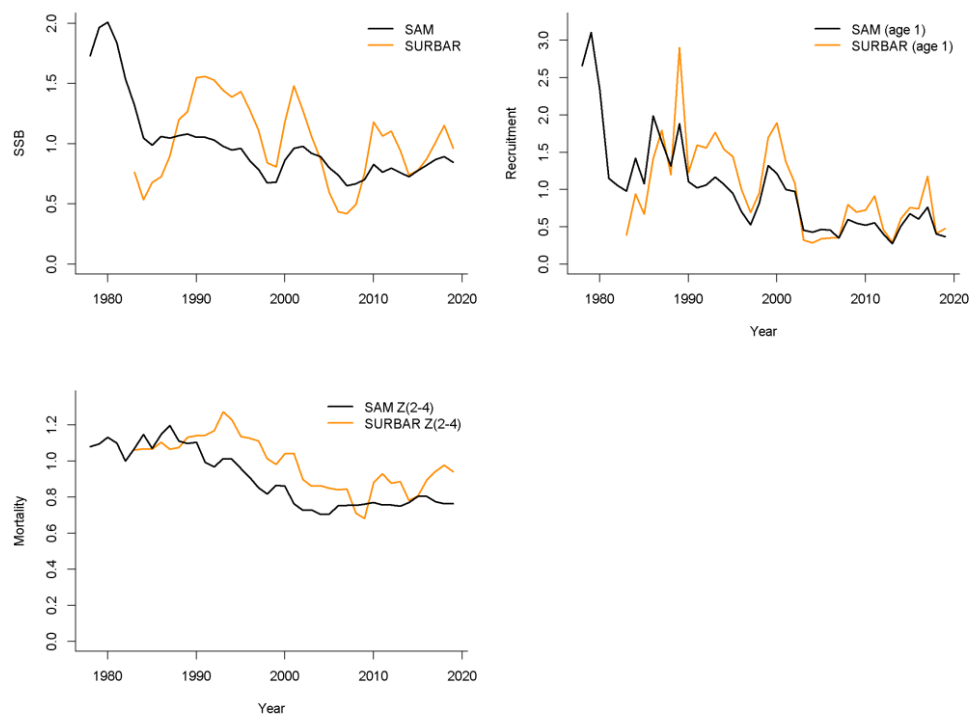 2.0
1.5
1.0
0.5
0.0
SSB
SAM
SURBAR
1980 1990 2000 2010 2020
3.0
2.5
2.0
1.5
1.0
0.5
0.0
Recruitment
SAM (age 1)
SURBAR (age 1)
1980 1990 2000 2010 2020
Year
1.2
1.0
0.8
0.6
0.4
0.2
0.0
Mortality
SAM Z(2-4)
SURBAR Z(2-4)
1980 1990 2000 2010 2020
Year